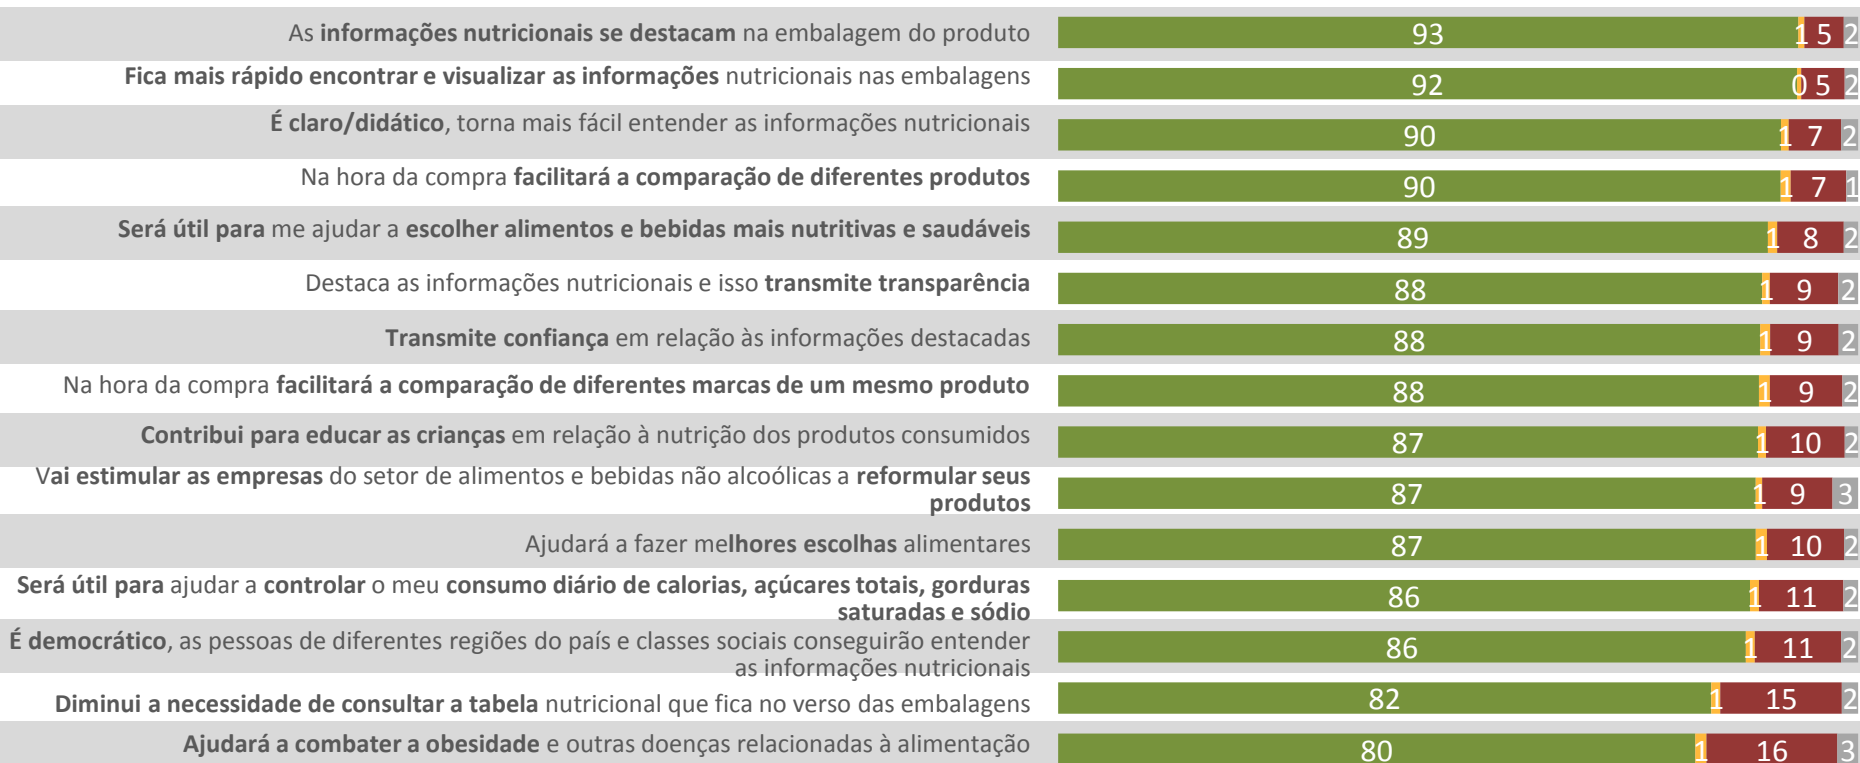 As informações nutricionais se destacam na embalagem do produto 93 1 5 2
Fica mais rápido encontrar e visualizar as informações nutricionais nas embalagens 92 0 5 2
É claro/didático, torna mais fácil entender as informações nutricionais 90 1 7 2
Na hora da compra facilitará a comparação de diferentes produtos 90 1 7 1
Será útil para me ajudar a escolher alimentos e bebidas mais nutritivas e saudáveis 89 1 8 2
Destaca as informações nutricionais e isso transmite transparência 88 1 9 2
Transmite confiança em relação às informações destacadas 88 1 9 2
Na hora da compra facilitará a comparação de diferentes marcas de um mesmo produto 88 1 9 2
Contribui para educar as crianças em relação à nutrição dos produtos consumidos 87 1 10 2
Vai estimular as empresas do setor de alimentos e bebidas não alcoólicas a reformular seus
produtos 87 1 9 3
Ajudará a fazer melhores escolhas alimentares 87 1 10 2
Será útil para ajudar a controlar o meu consumo diário de calorias, açúcares totais, gorduras
saturadas e sódio 86 1 11 2
É democrático, as pessoas de diferentes regiões do país e classes sociais conseguirão entender
as informações nutricionais 86 1 11 2
Diminui a necessidade de consultar a tabela nutricional que fica no verso das embalagens 82 1 15 2
Ajudará a combater a obesidade e outras doenças relacionadas à alimentação 80 1 16 3